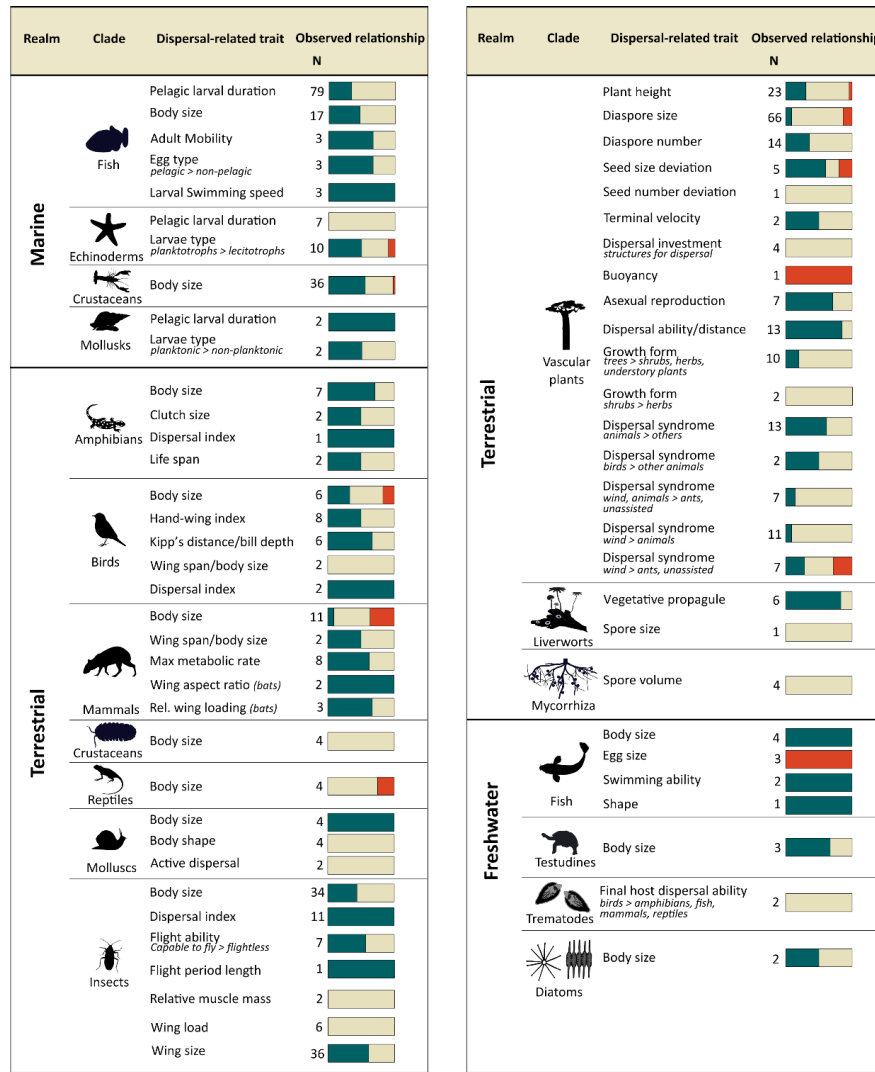 Realm Clade Dispersal-related trait Observed relationship
N
Marine
Fish
Pelagic larval duration 79
Body size 17
Adult Mobility 3
Egg type 3
pelagic > non-pelagic
Larval Swimming speed 3
Echinoderms
Pelagic larval duration 7
Larvae type 10
planktotrophs > lecitotrophs
Crustaceans
Body size 36
Mollusks
Pelagic larval duration 2
Larvae type 2
planktonic > non-planktonic
Terrestrial
Amphibians
Body size 7
Clutch size 2
Dispersal index 1
Life span 2
Birds
Body size 6
Hand-wing index 8
Kipp's distance/bill depth 6
Wing span/body size 2
Dispersal index 2
Mammals
Body size 11
Wing span/body size 2
Max metabolic rate 8
Wing aspect ratio (bats) 2
Rel. wing loading (bats) 3
Crustaceans
Body size 4
Reptiles
Body size 4
Molluscs
Body size 4
Body shape 4
Active dispersal 2
Insects
Body size 34
Dispersal index 11
Flight ability 7
Capable to fly > flightless
Flight period length 1
Relative muscle mass 2
Wing load 6
Wing size 36
Realm Clade Dispersal-related trait Observed relationship
N
Terrestrial
Vascular
plants
Plant height 23
Diaspore size 66
Diaspore number 14
Seed size deviation 5
Seed number deviation 1
Terminal velocity 2
Dispersal investment 4
structures for dispersal
Buoyancy 1
Asexual reproduction 7
Dispersal ability/distance 13
Growth form 10
trees > shrubs, herbs,
understory plants
Growth form 2
shrubs > herbs
Dispersal syndrome 13
animals > others
Dispersal syndrome 2
birds > other animals
Dispersal syndrome 7
wind, animals > ants,
unassisted
Dispersal syndrome 11
wind > animals
Dispersal syndrome 7
wind > ants, unassisted
Liverworts
Vegetative propagule 6
Spore size 1
Mycorrhiza
Spore volume 4
Freshwater
Fish
Body size 4
Egg size 3
Swimming ability 2
Shape 1
Testudines
Body size 3
Trematodes
Final host dispersal ability 2
birds > amphibians, fish,
mammals, reptiles
Diatoms
Body size 2